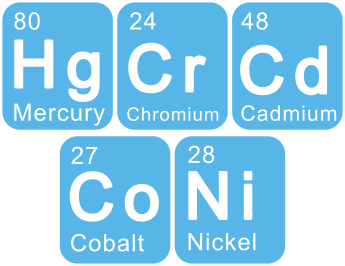 80 24 48
Hg Cr Cd
Mercury Chromium Cadmium
27 28
Co Ni
Cobalt Nickel